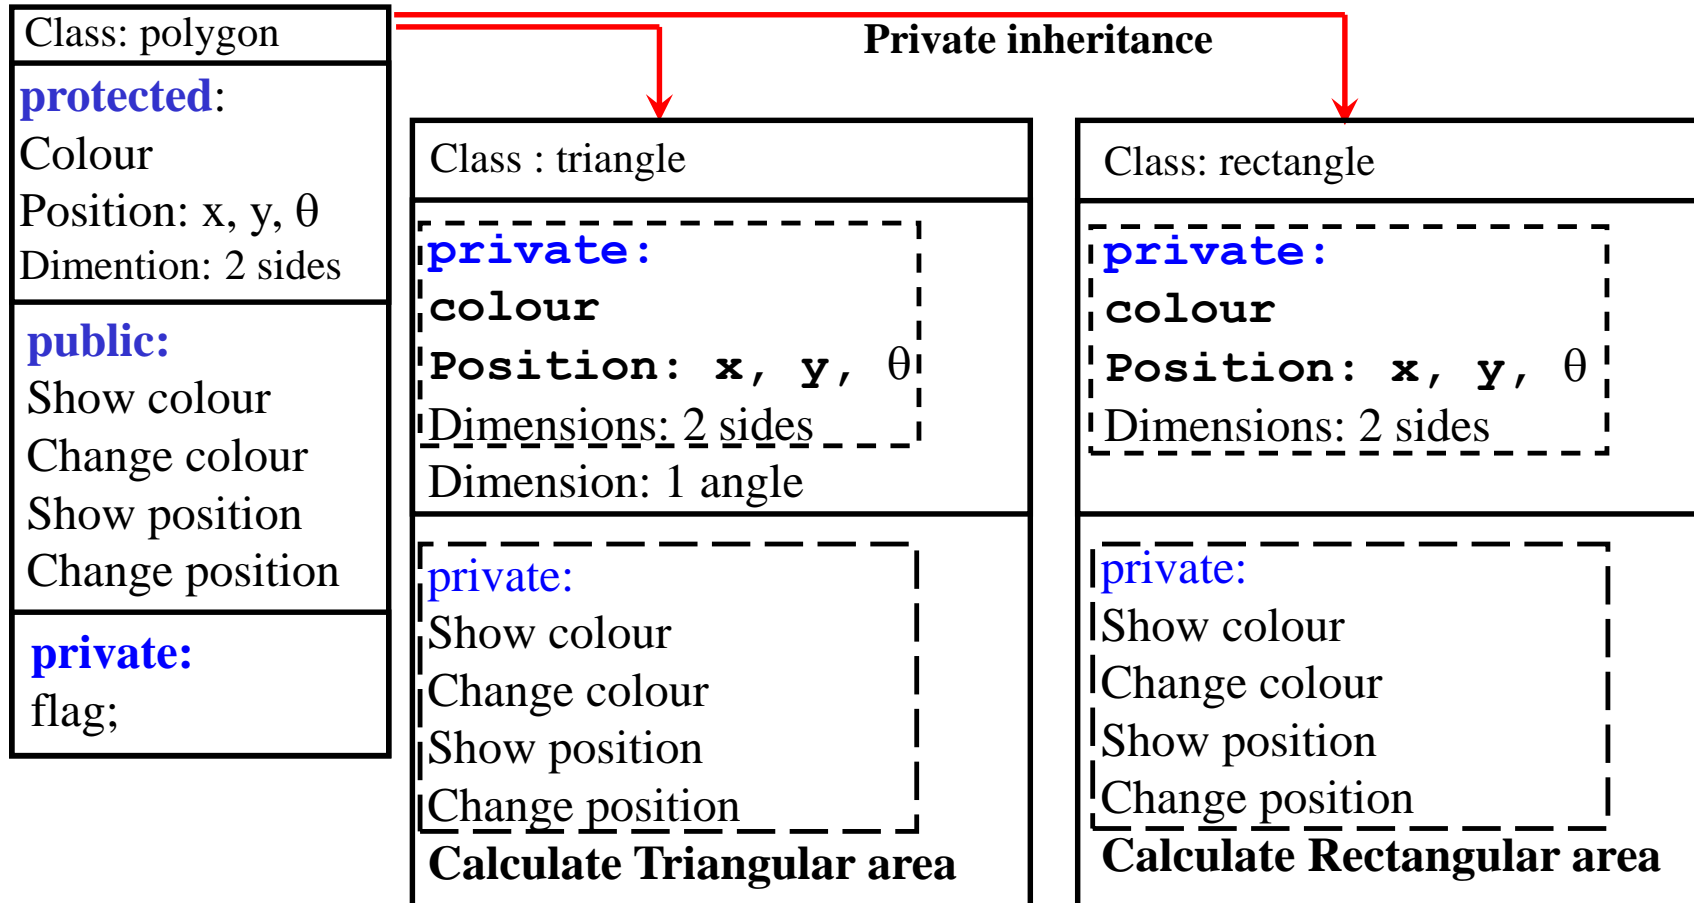 Class: polygon
protected:
Colour
Position: x, y, θ
Dimention: 2 sides
public:
Show colour
Change colour
Show position
Change position
private:
flag;
Private inheritance
Class : triangle
private:
colour
Position: x, y, θ
Dimensions: 2 sides
Dimension: 1 angle
private:
Show colour
Change colour
Show position
Change position
Calculate Triangular area
Class: rectangle
private:
colour
Position: x, y, θ
Dimensions: 2 sides
private:
Show colour
Change colour
Show position
Change position
Calculate Rectangular area